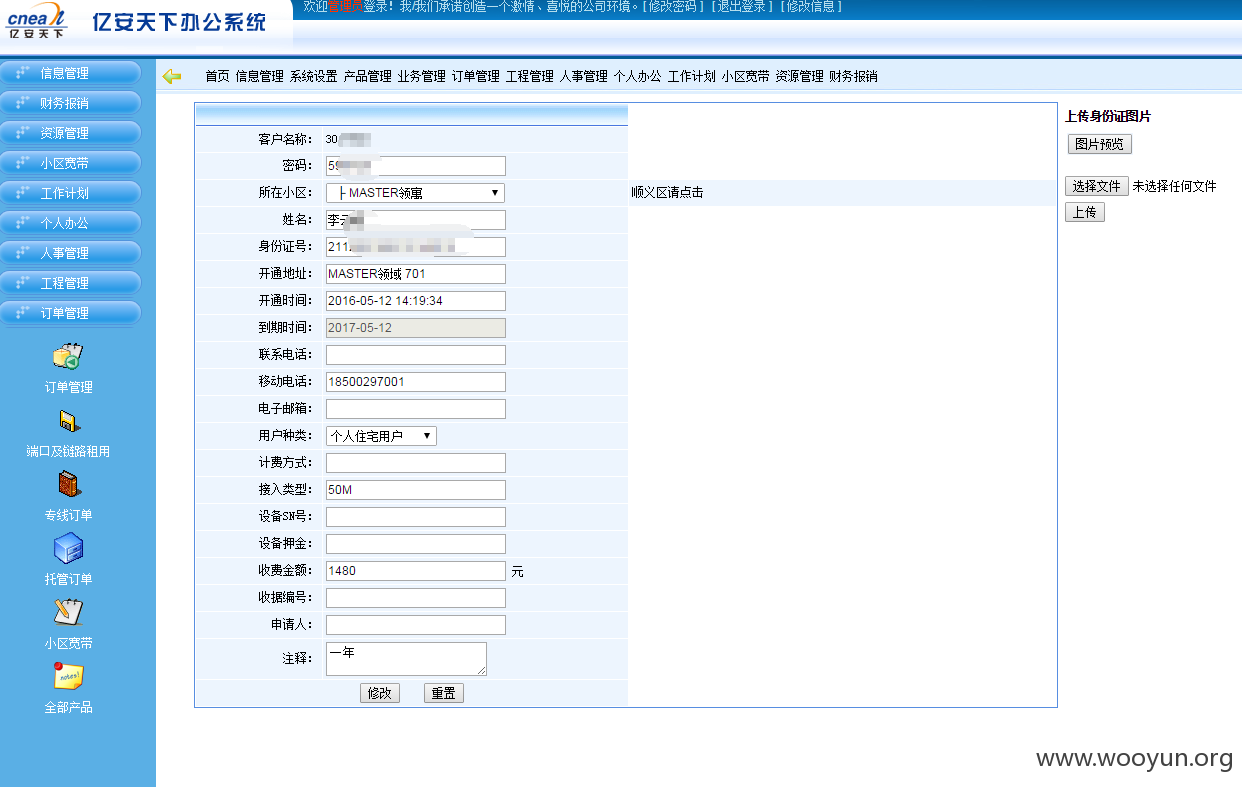 cnealt
亿安天下
亿安天下办公系统
欢迎管理员登录！我/我们承诺创造一个激情、喜悦的公司环境。[修改密码] [退出登录] [修改信息]
首页 信息管理 系统设置 产品管理 业务管理 订单管理 工程管理 人事管理 个人办公 工作计划 小区宽带 资源管理 财务报销
信息管理
财务报销
资源管理
小区宽带
工作计划
个人办公
人事管理
工程管理
订单管理
订单管理
端口及链路租用
专线订单
托管订单
小区宽带
notes!
全部产品
客户名称： 30
密码： 59
所在小区： ├ MASTER领寓 顺义区请点击
姓名： 李
身份证号： 211
开通地址： MASTER领域 701
开通时间： 2016-05-12 14:19:34
到期时间： 2017-05-12
联系电话：
移动电话： 18500297001
电子邮箱：
用户种类： 个人住宅用户
计费方式：
接入类型： 50M
设备SN号：
设备押金：
收费金额： 1480 元
收据编号：
申请人：
注释： 一年
修改 重置
上传身份证图片
图片预览
选择文件 未选择任何文件
上传
www.wooyun.org